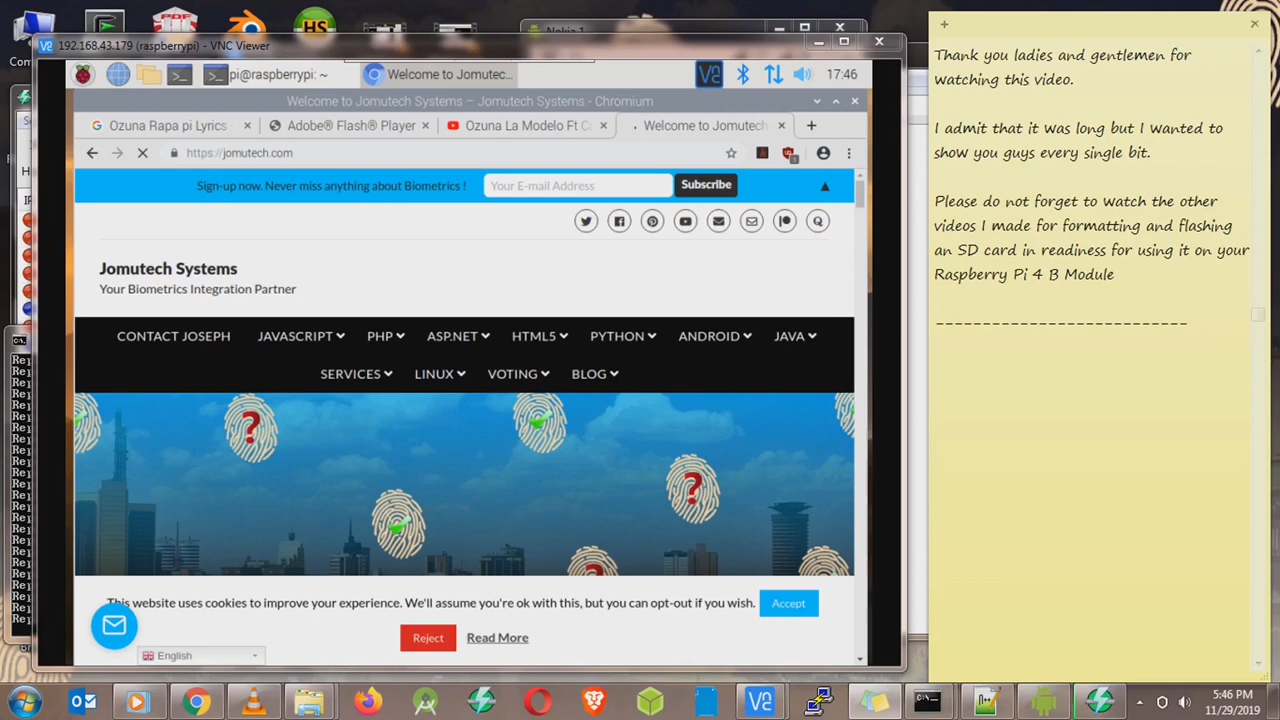 192.168.43.179 (raspberrypi) - VNC Viewer
pi@raspberrypi: ~
Welcome to Jomutec...
17:46
Welcome to Jomutech Systems – Jomutech Systems - Chromium
Ozuna Rapa pi Lyrics -
Adobe® Flash® Player
Ozuna La Modelo Ft Ca
Welcome to Jomutech
https://jomutech.com
Sign-up now. Never miss anything about Biometrics !
Your E-mail Address
Subscribe
Jomutech Systems
Your Biometrics Integration Partner
CONTACT JOSEPH JAVASCRIPT PHP ASP.NET HTML5 PYTHON ANDROID JAVA
SERVICES LINUX VOTING BLOG
This website uses cookies to improve your experience. We'll assume you're ok with this, but you can opt-out if you wish.
Accept
Reject
Read More
English
Thank you ladies and gentlemen for
watching this video.
I admit that it was long but I wanted to
show you guys every single bit.
Please do not forget to watch the other
videos I made for formatting and flashing
an SD card in readiness for using it on your
Raspberry Pi 4 B Module
---------------------------
PDF
HS
5:46 PM
11/29/2019